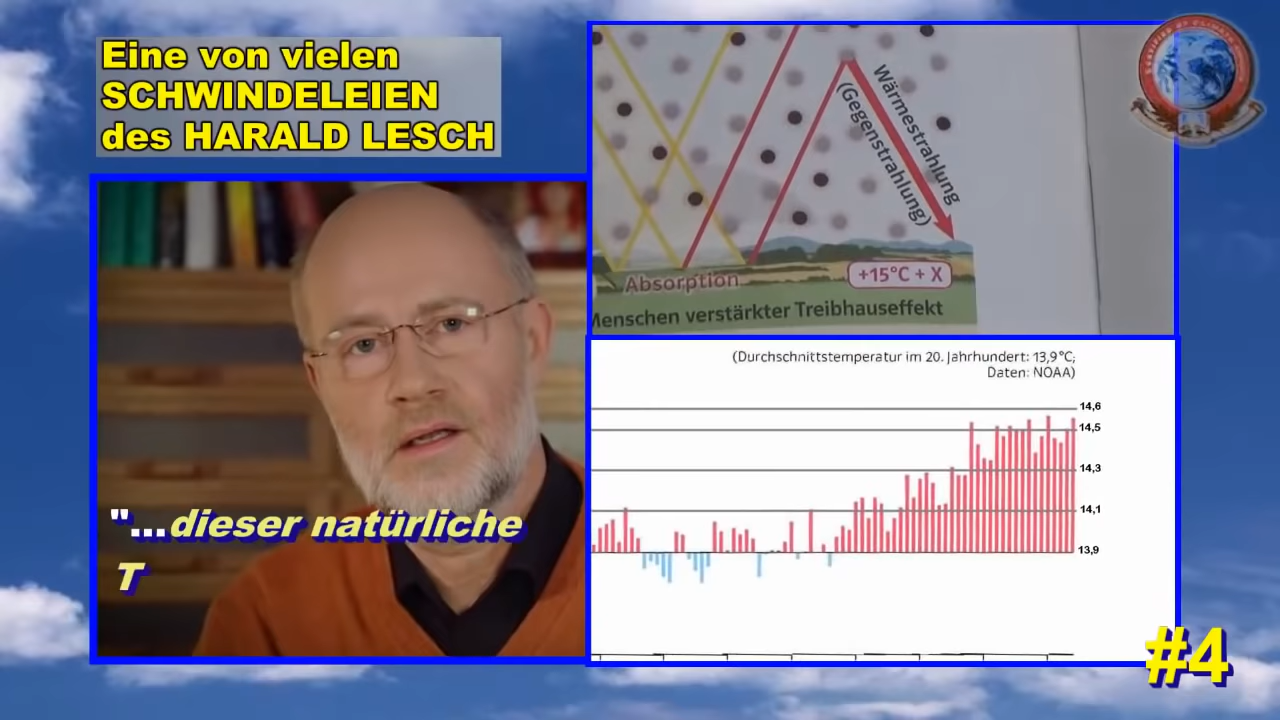 Eine von vielen
SCHWINDELEIEN
des HARALD LESCH
"...dieser natürliche
T
Wärmestrahlung
(Gegenstrahlung)
Absorption
+15°C + X
Menschen verstärkter Treibhauseffekt
(Durchschnittstemperatur im 20. Jahrhundert: 13,9°C;
Daten: NOAA)
14,6
14,5
14,3
14,1
13,9
#4